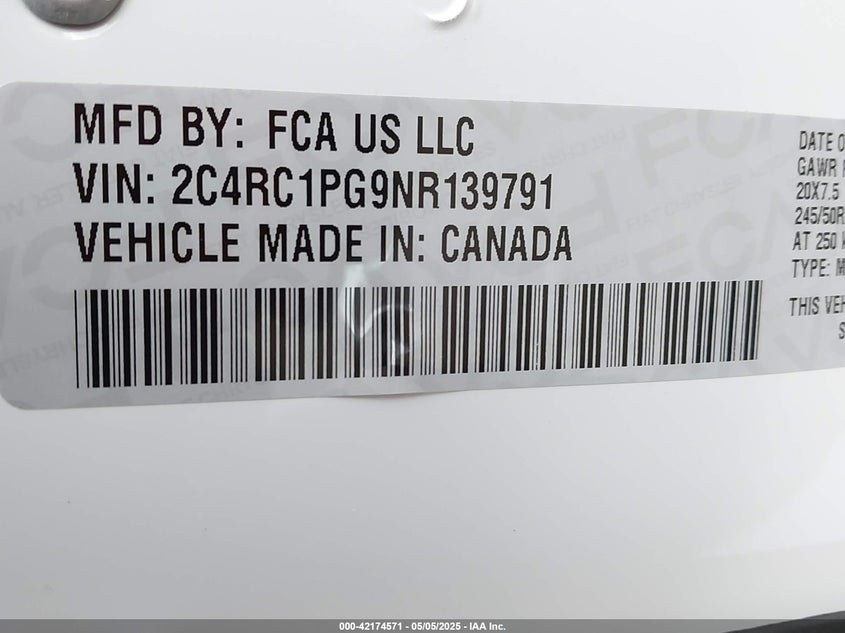 MFD BY: FCA US LLC
VIN: 2C4RC1PG9NR139791
VEHICLE MADE IN: CANADA
DATE O
GAWR
20X7.5
245/50R
AT 250
TYPE: M
THIS VEH
S
000-42174571 - 05/05/2025 - IAA Inc.